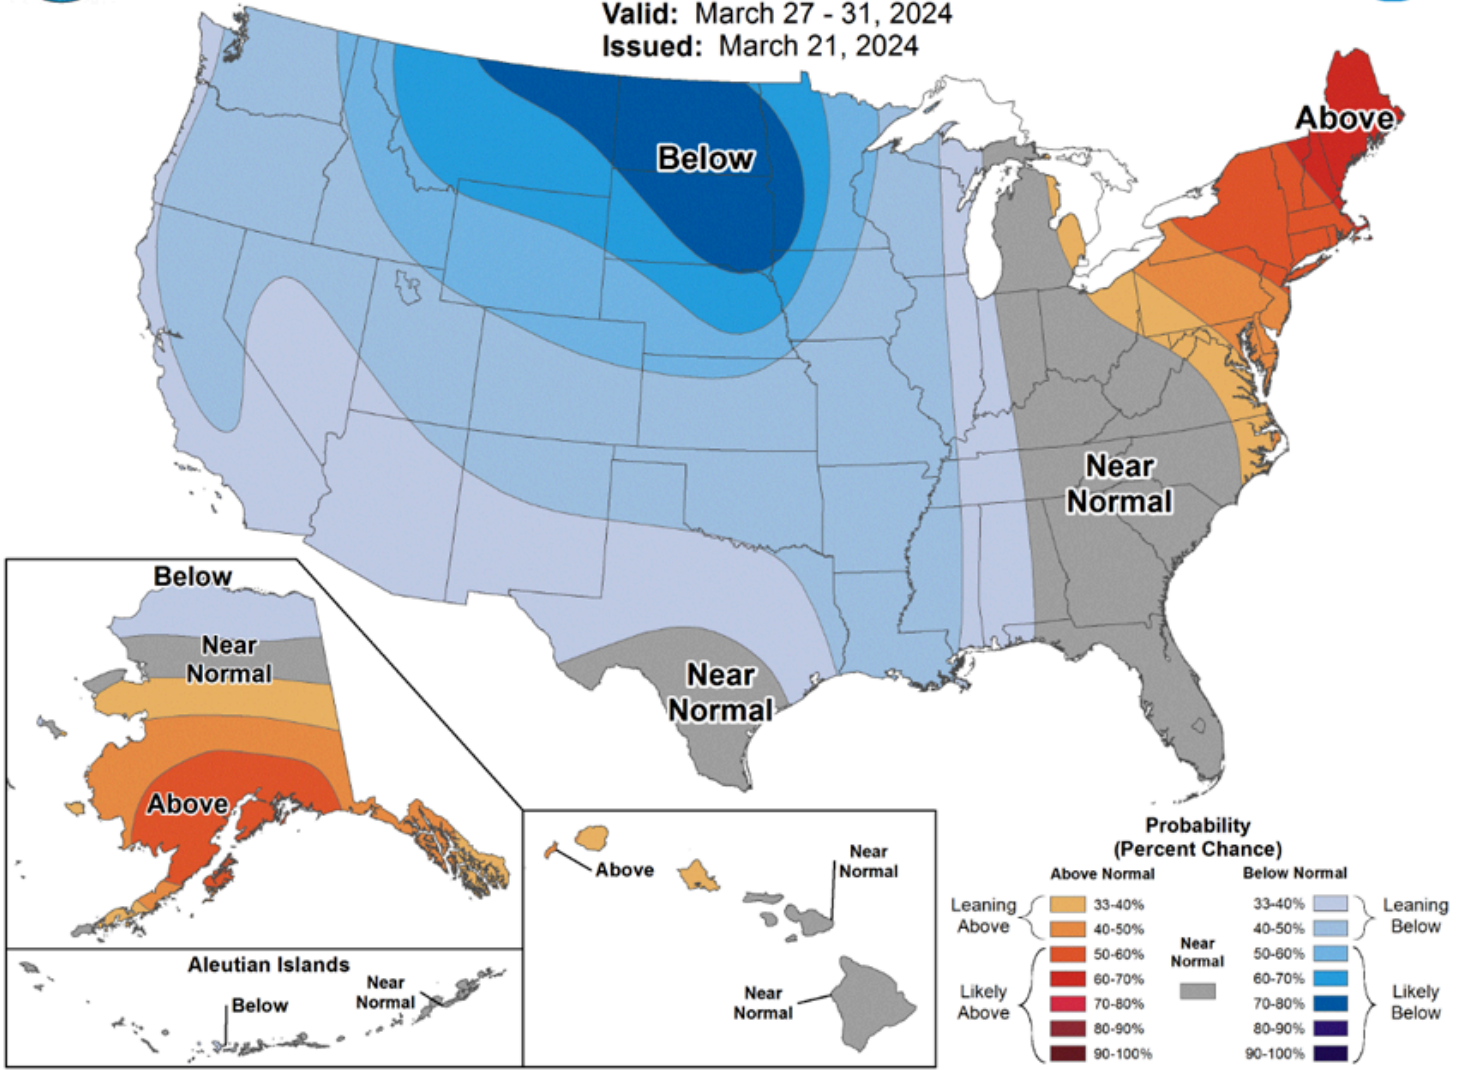 Valid: March 27 - 31, 2024
Issued: March 21, 2024
Above
Below
Near
Normal
Near
Normal
Below
Near
Normal
Above
Aleutian Islands
Below
Near
Normal
Above
Near
Normal
Near
Normal
Probability
(Percent Chance)
Above Normal
Below Normal
Leaning
Above
33-40%
40-50%
Likely
Above
50-60%
60-70%
70-80%
80-90%
90-100%
Near
Normal
33-40%
40-50%
Leaning
Below
50-60%
60-70%
70-80%
80-90%
90-100%
Likely
Below